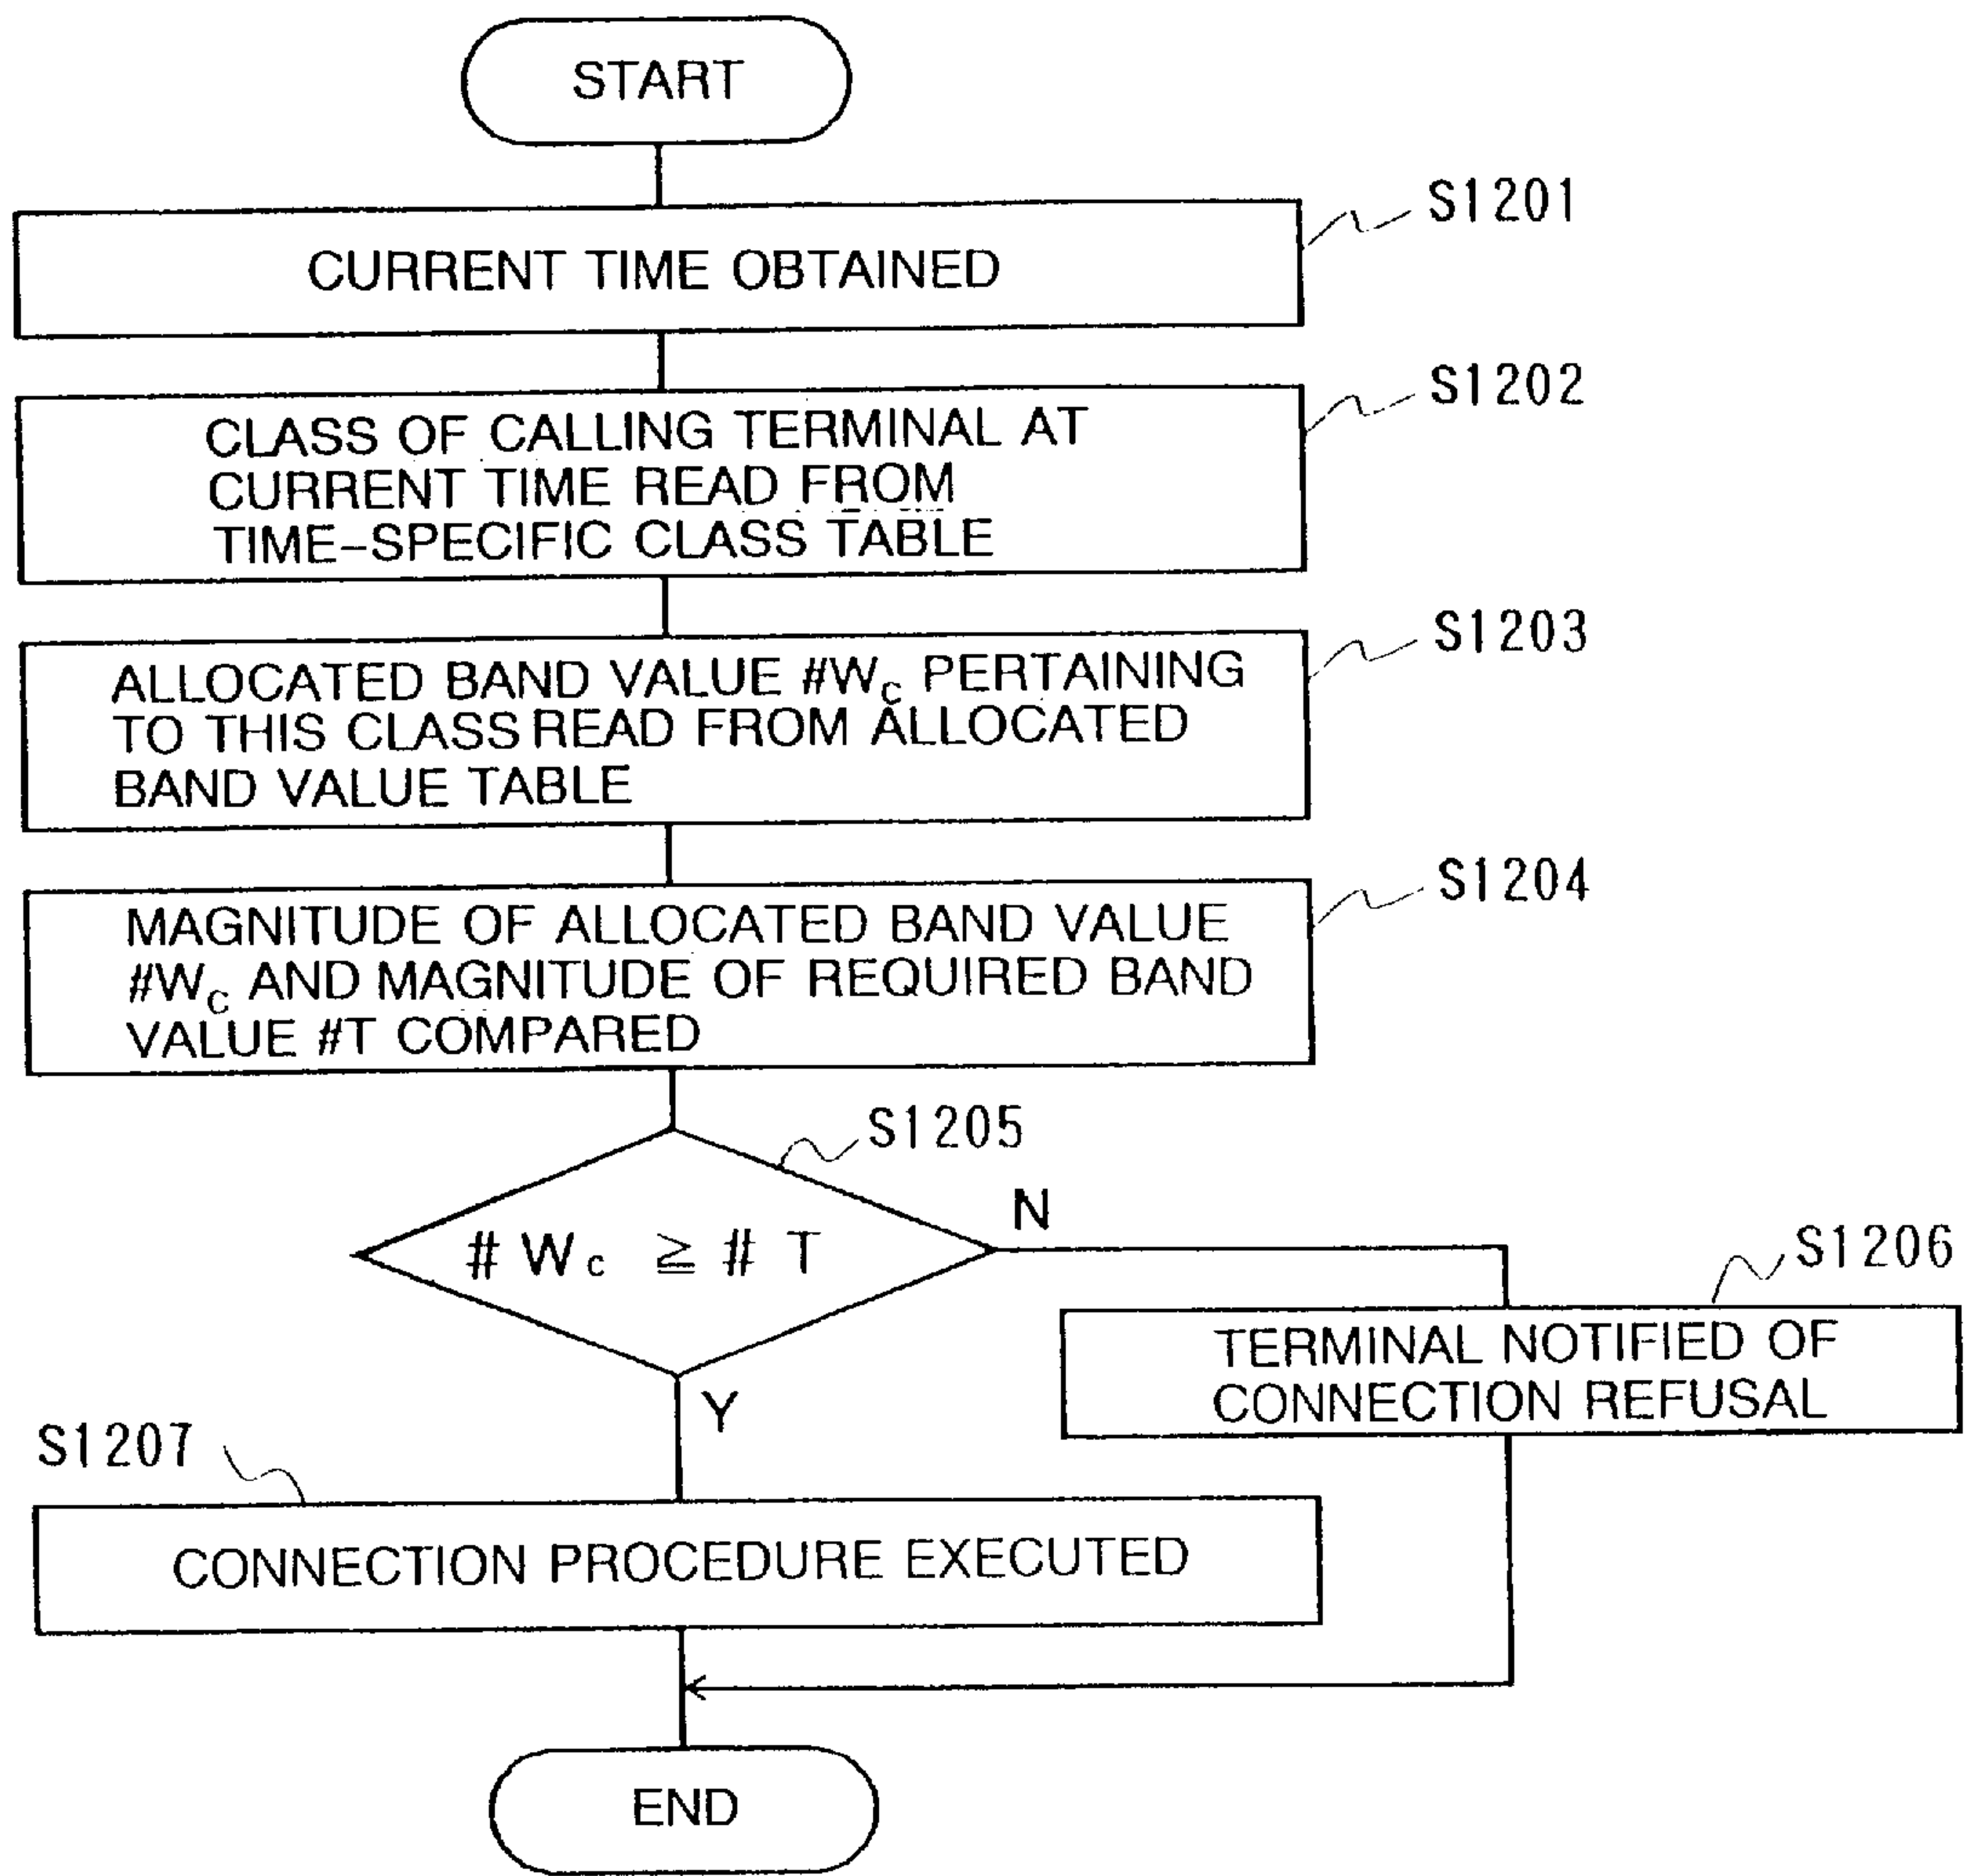 START
S1201
CURRENT TIME OBTAINED
S1202
CLASS OF CALLING TERMINAL AT
CURRENT TIME READ FROM
TIME-SPECIFIC CLASS TABLE
S1203
ALLOCATED BAND VALUE #Wc PERTAINING
TO THIS CLASS READ FROM ALLOCATED
BAND VALUE TABLE
S1204
MAGNITUDE OF ALLOCATED BAND VALUE
#Wc AND MAGNITUDE OF REQUIRED BAND
VALUE #T COMPARED
S1205
# Wc ≧ # T
N
S1206
TERMINAL NOTIFIED OF
CONNECTION REFUSAL
Y
S1207
CONNECTION PROCEDURE EXECUTED
END